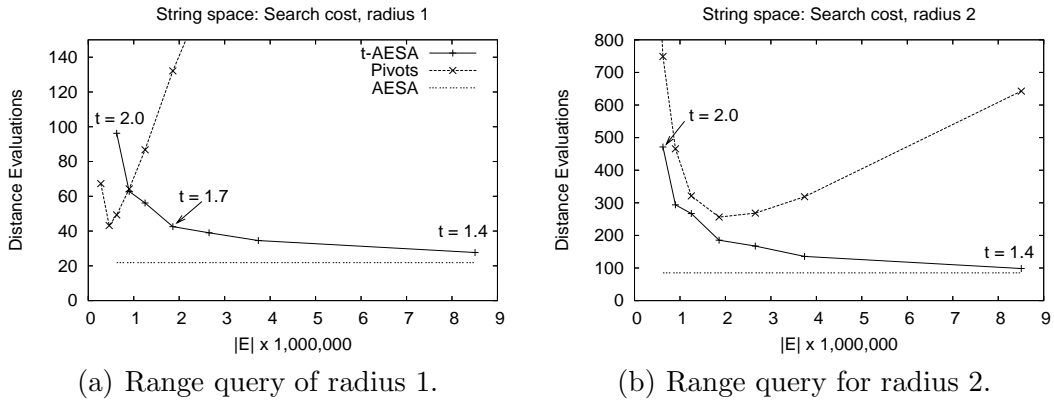 String space: Search cost, radius 1
140
120
100
80
60
40
20
0
Distance Evaluations
t-AESA
Pivots
AESA
t = 2.0
t = 1.7
t = 1.4
0 1 2 3 4 5 6 7 8 9
|E| x 1,000,000
(a) Range query of radius 1.
String space: Search cost, radius 2
800
700
600
500
400
300
200
100
0
Distance Evaluations
t = 2.0
t = 1.4
0 1 2 3 4 5 6 7 8 9
|E| x 1,000,000
(b) Range query for radius 2.